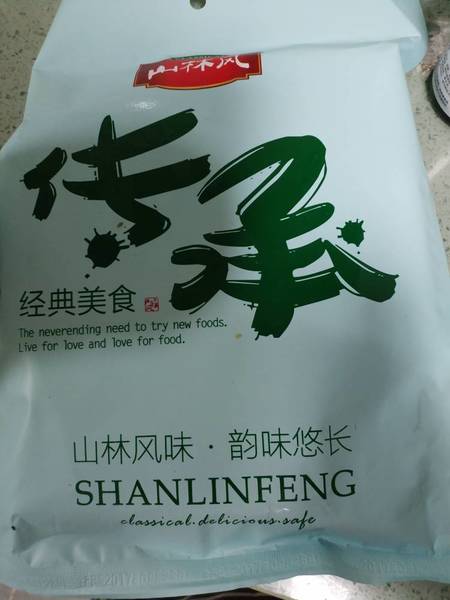 山林风
传承
经典美食
The neverending need to try new foods.
Live for love and love for food.
山林风味·韵味悠长
SHANLINFENG
classical.delicious.safe